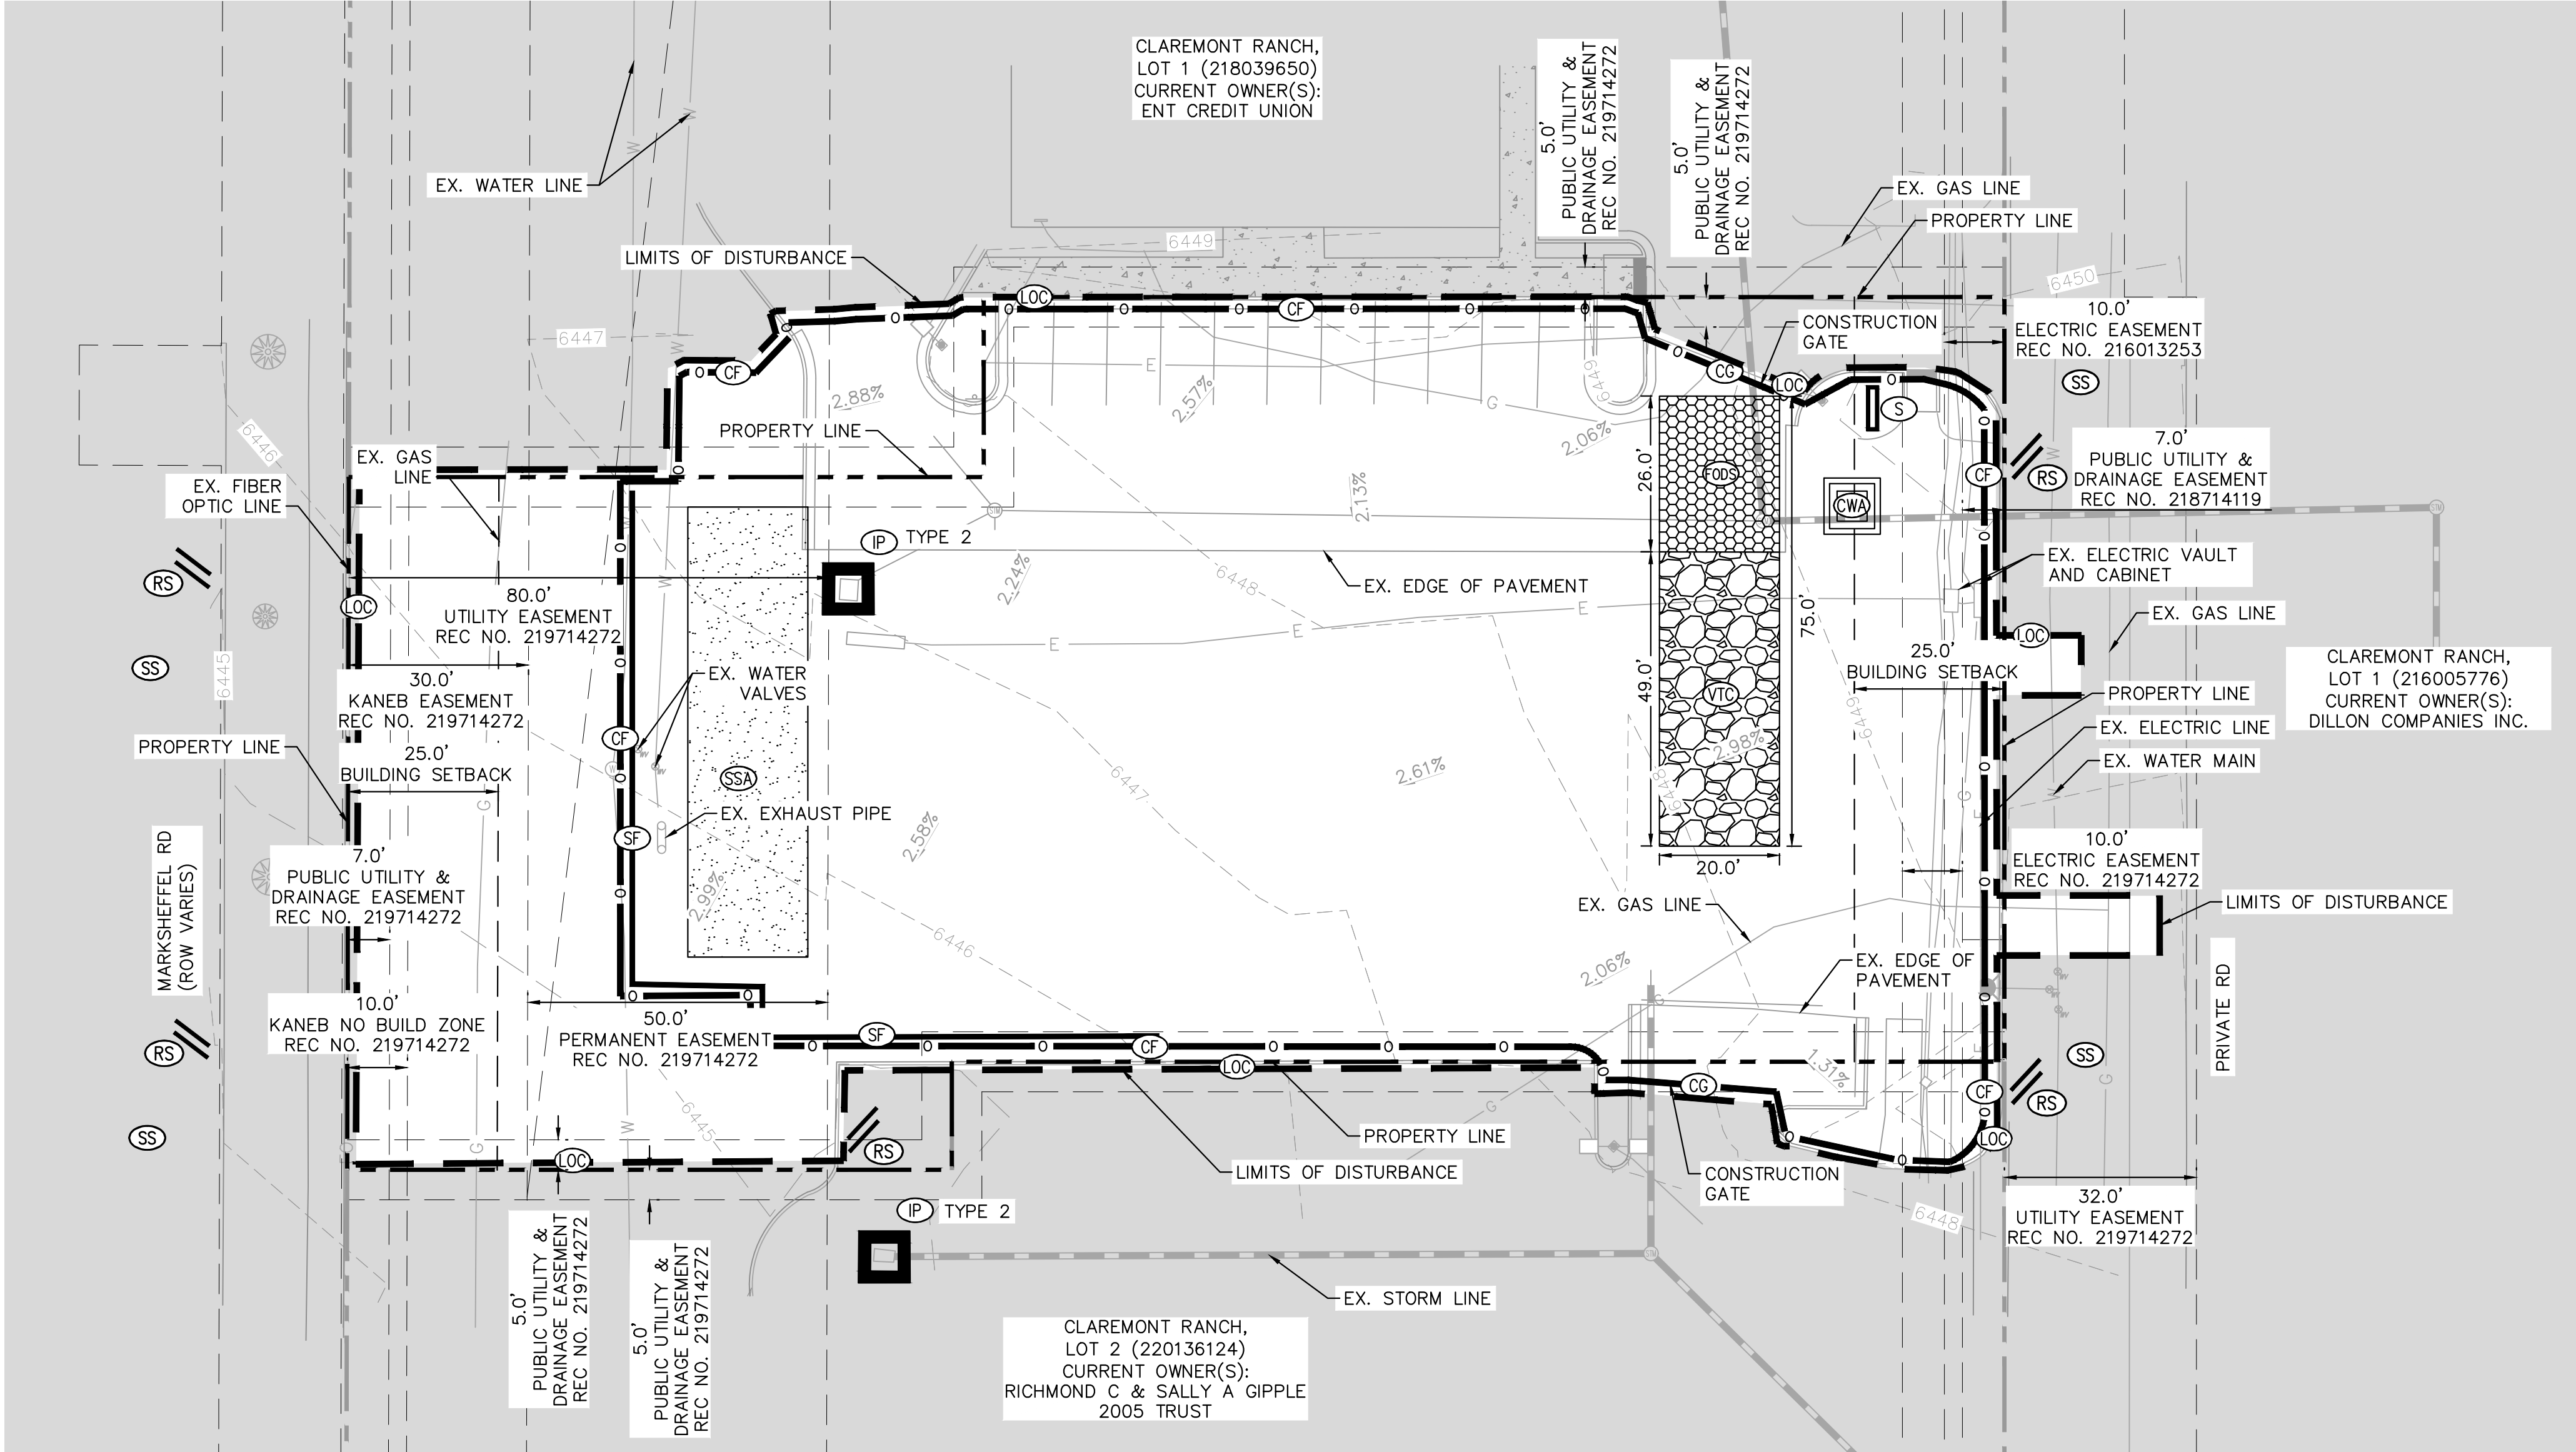 CLAREMONT RANCH,
LOT 1 (218039650)
CURRENT OWNER(S):
ENT CREDIT UNION
5.0'
PUBLIC UTILITY &
DRAINAGE EASEMENT
REC NO. 219714272
5.0'
PUBLIC UTILITY &
DRAINAGE EASEMENT
REC NO. 219714272
EX. WATER LINE
W
W
W
EX. GAS LINE
PROPERTY LINE
LIMITS OF DISTURBANCE
6449
6450
LOC
CF
10.0'
ELECTRIC EASEMENT
REC NO. 216013253
CONSTRUCTION
GATE
6447
W
CF
E
CG
LOC
SS
2.88%
2.57%
G
6449
S
PROPERTY LINE
2.06%
6446
EX. GAS
LINE
EX. FIBER
OPTIC LINE
26.0'
FODS
CF
RS
W
7.0'
PUBLIC UTILITY &
DRAINAGE EASEMENT
REC NO. 218714119
2.13%
CWA
STM
STM
IP
TYPE 2
EX. ELECTRIC VAULT
AND CABINET
RS
W
2.24%
6448
EX. EDGE OF PAVEMENT
LOC
80.0'
UTILITY EASEMENT
REC NO. 219714272
E
E
E
75.0'
EX. GAS LINE
LOC
SS
6445
30.0'
KANEB EASEMENT
REC NO. 219714272
EX. WATER
VALVES
49.0'
VTC
25.0'
BUILDING SETBACK
CLAREMONT RANCH,
LOT 1 (216005776)
CURRENT OWNER(S):
DILLON COMPANIES INC.
PROPERTY LINE
PROPERTY LINE
25.0'
BUILDING SETBACK
CF
6449
EX. ELECTRIC LINE
2.98%
EX. WATER MAIN
SSA
6447
2.61%
6448
G
G
W
E
EX. EXHAUST PIPE
SF
2.58%
MARKSHEFFEL RD
(ROW VARIES)
7.0'
PUBLIC UTILITY &
DRAINAGE EASEMENT
REC NO. 219714272
20.0'
10.0'
ELECTRIC EASEMENT
REC NO. 219714272
2.99%
EX. GAS LINE
LIMITS OF DISTURBANCE
6446
2.06%
EX. EDGE OF
PAVEMENT
10.0'
KANEB NO BUILD ZONE
REC NO. 219714272
50.0'
PERMANENT EASEMENT
REC NO. 219714272
G
PRIVATE RD
RS
SF
CF
LOC
CG
1.31%
E
CF
SS
G
RS
6445
G
W
SS
G
PROPERTY LINE
LOC
RS
LOC
LIMITS OF DISTURBANCE
CONSTRUCTION
GATE
IP
TYPE 2
6448
32.0'
UTILITY EASEMENT
REC NO. 219714272
5.0'
PUBLIC UTILITY &
DRAINAGE EASEMENT
REC NO. 219714272
5.0'
PUBLIC UTILITY &
DRAINAGE EASEMENT
REC NO. 219714272
STM
EX. STORM LINE
CLAREMONT RANCH,
LOT 2 (220136124)
CURRENT OWNER(S):
RICHMOND C & SALLY A GIPPLE
2005 TRUST